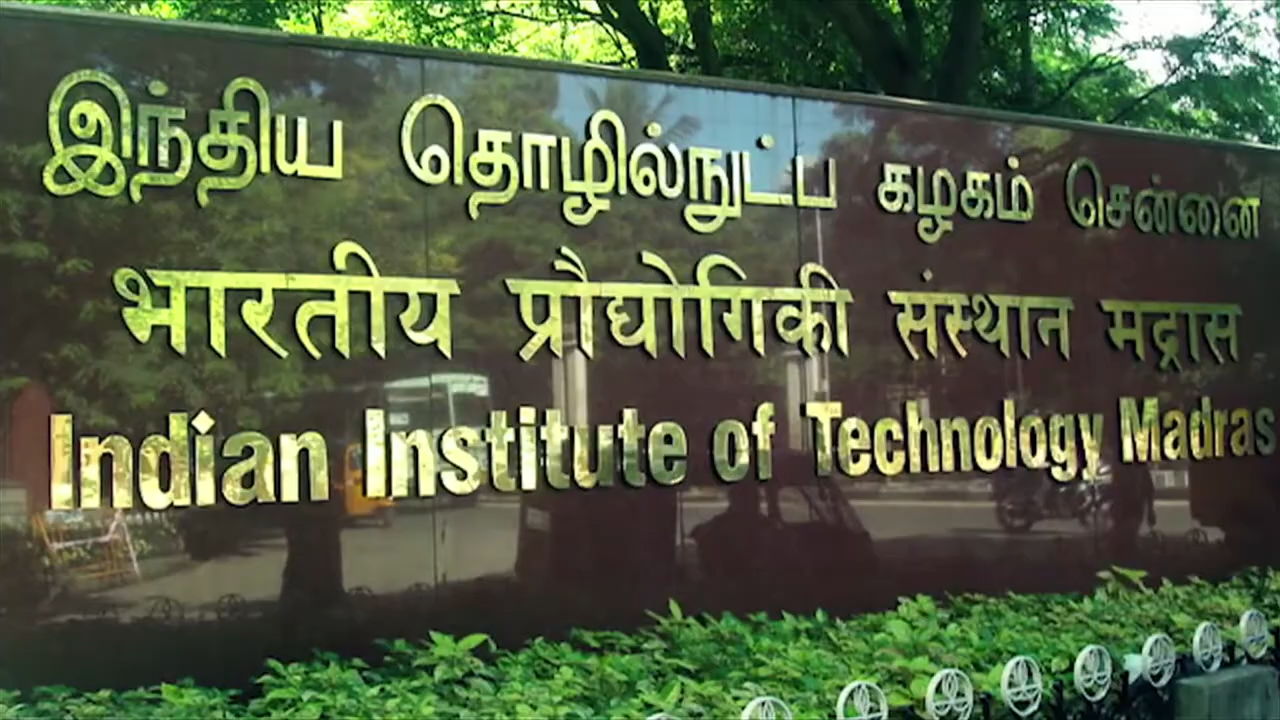 இந்திய தொழில்நுட்ப கழகம் சென்னை
भारतीय प्रौद्योगिकी संस्थान मद्रास
Indian Institute of Technology Madras